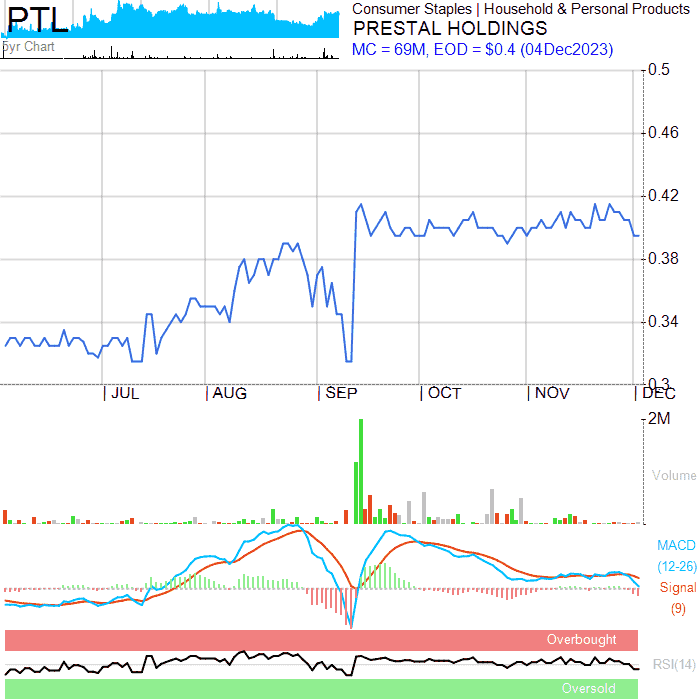 PTL
5yr Chart
Consumer Staples | Household & Personal Products
PRESTAL HOLDINGS
MC = 69M, EOD = $0.4 (04Dec2023)
0.5
0.46
0.42
0.38
0.34
0.3
JUL AUG SEP OCT NOV DEC
2M
Volume
MACD
(12-26)
Signal
(9)
Overbought
RSI(14)
Oversold